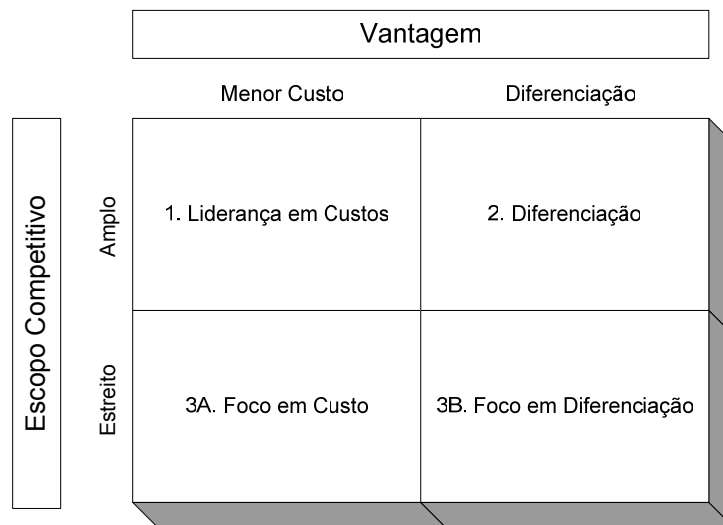 Vantagem
Menor Custo
Diferenciação
Escopo Competitivo
Amplo
1. Liderança em Custos
2. Diferenciação
Estreito
3A. Foco em Custo
3B. Foco em Diferenciação